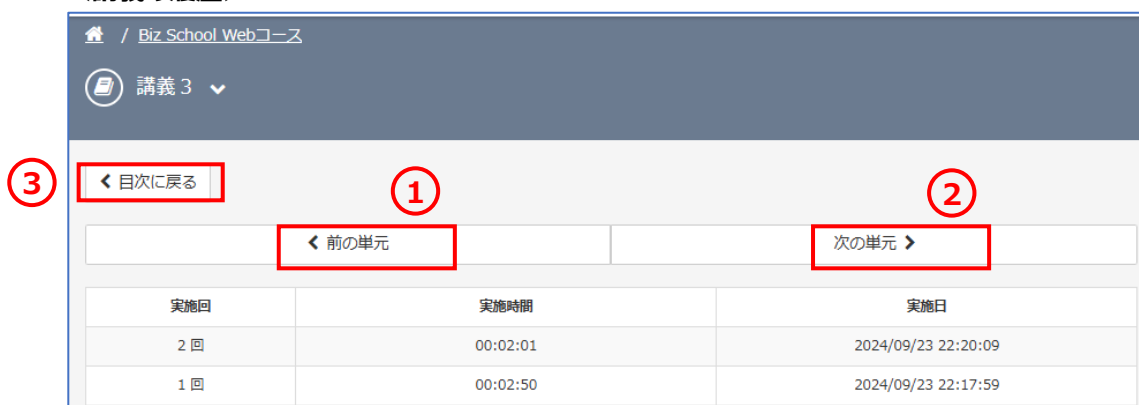 / Biz School Webコース
講義3
③
目次に戻る
①
②
前の単元
次の単元
実施回 実施時間 実施日
2 回 00:02:01 2024/09/23 22:20:09
1 回 00:02:50 2024/09/23 22:17:59